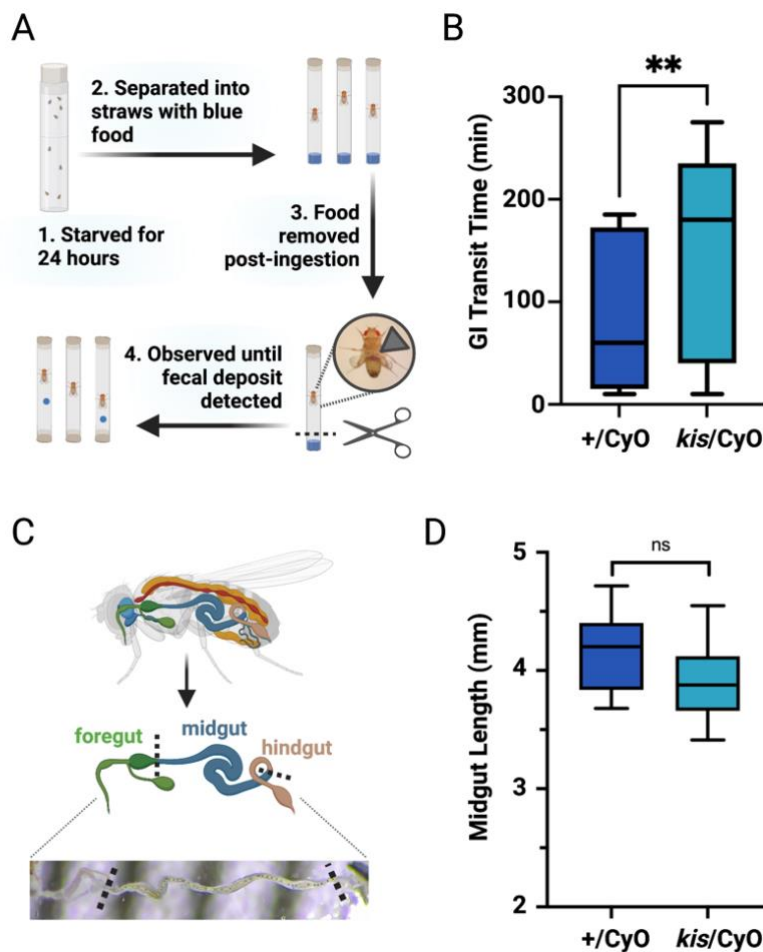 A
2. Separated into
straws with blue
food
1. Starved for
24 hours
3. Food
removed
post-ingestion
4. Observed until
fecal deposit
detected
B
**
GI Transit Time (min)
300
200
100
0
+/CyO kis/CyO
C
foregut
midgut
hindgut
D
ns
Midgut Length (mm)
5
4
3
2
+/CyO kis/CyO